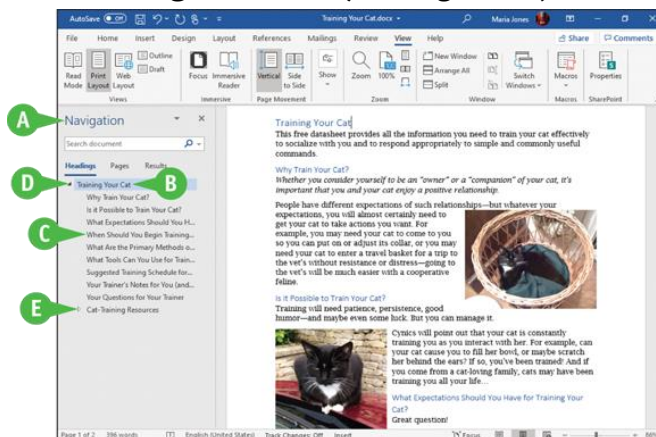 AutoSave Off
Training Your Cat.docx
Maria Jones
File Home Insert Design Layout References Mailings Review View Help
Share Comments
Read Mode
Print Layout
Web Layout
Outline
Draft
Views
Focus
Immersive Reader
Immersive
Vertical
Side to Side
Page Movement
Show
Zoom
100%
Zoom
New Window
Arrange All
Split
Switch Windows
Window
Macros
Macros
Properties
SharePoint
A
Navigation
Search document
Headings Pages Results
D
Training Your Cat
B
Why Train Your Cat?
Is it Possible to Train Your Cat?
What Expectations Should You H...
C
When Should You Begin Training...
What Are the Primary Methods o...
What Tools Can You Use for Train...
Suggested Training Schedule for...
Your Trainer's Notes for You (and...
Your Questions for Your Trainer
E
Cat-Training Resources
Training Your Cat
This free datasheet provides all the information you need to train your cat effectively
to socialize with you and to respond appropriately to simple and commonly useful
commands.
Why Train Your Cat?
Whether you consider yourself to be an "owner" or a "companion" of your cat, it's
important that you and your cat enjoy a positive relationship.
People have different expectations of such relationships—but whatever your
expectations, you will almost certainly need to
get your cat to take actions you want. For
example, you may need your cat to come to you
so you can put on or adjust its collar, or you may
need your cat to enter a travel basket for a trip to
the vet's without resistance or distress—going to
the vet's will be much easier with a cooperative
feline.
Is it Possible to Train Your Cat?
Training will need patience, persistence, good
humor—and maybe even some luck. But you can manage it.
Cynics will point out that your cat is constantly
training you as you interact with her. For example, can
your cat cause you to fill her bowl, or maybe scratch
her behind the ears? If so, you've been trained! And if
you come from a cat-loving family, cats may have been
training you all your life...
What Expectations Should You Have for Training Your
Cat?
Great question!
Page 1 of 2 396 words English (United States) Track Changes: Off Insert Focus